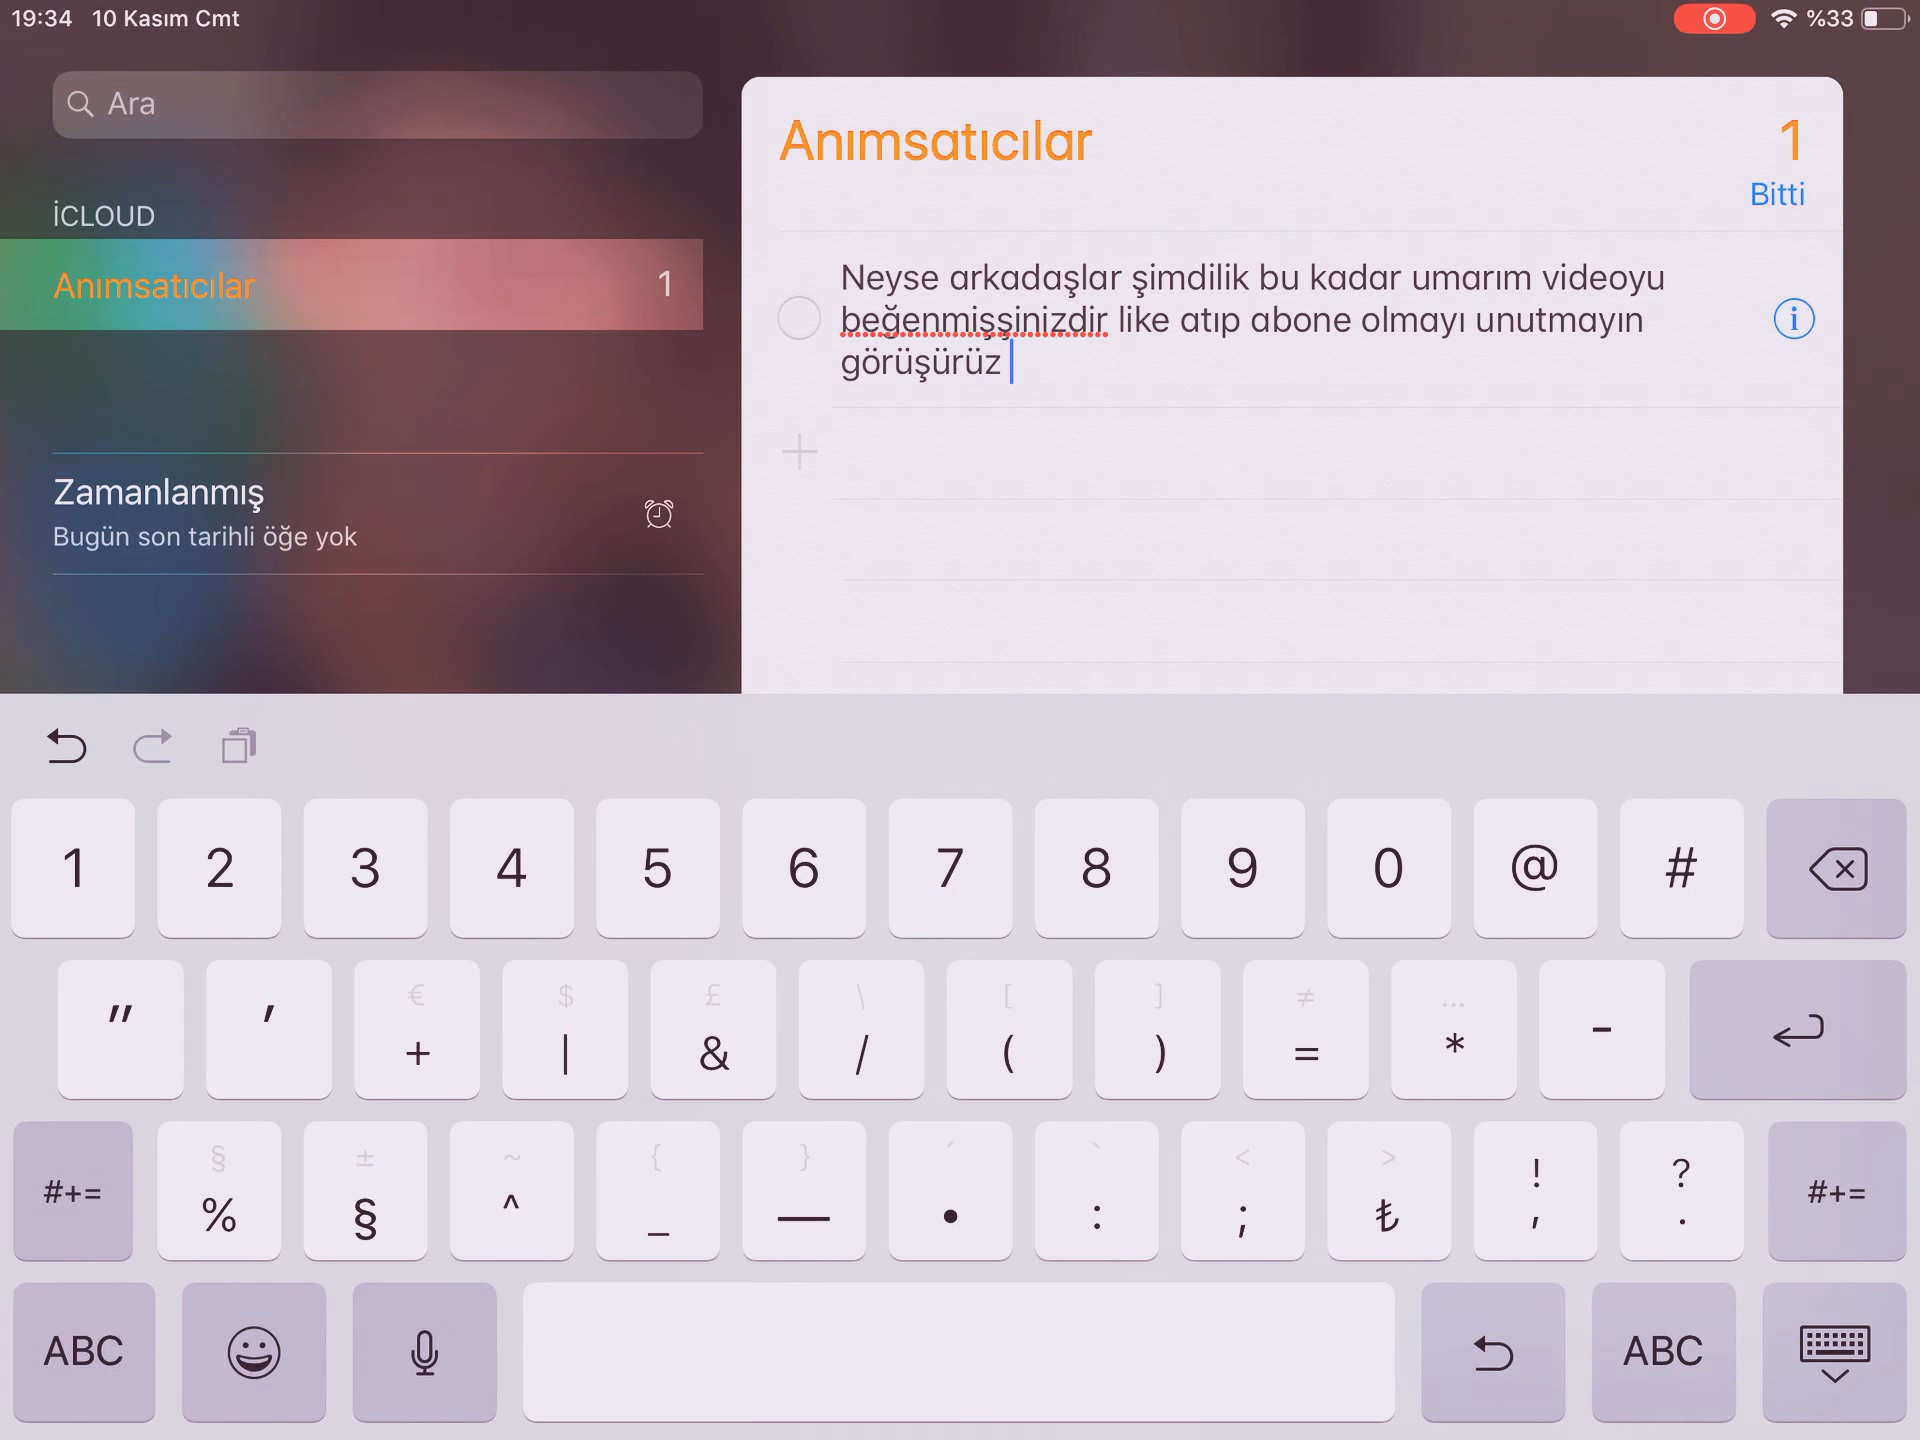 19:34 10 Kasım Cmt
%33
Ara
İCLOUD
Anımsatıcılar 1
Zamanlanmış
Bugün son tarihli öğe yok
Anımsatıcılar 1
Bitti
Neyse arkadaşlar şimdilik bu kadar umarım videoyu
beğenmişşinizdir like atıp abone olmayı unutmayın
görüşürüz
1 2 3 4 5 6 7 8 9 0 @ #
€ $ £ \ [ ] ≠ …
" ' + | & / ( ) = * -
§ ± ~ { } ´ ` < > ! ?
#+= % § ^ _ — • : ; ₺ , . #+=
ABC ABC